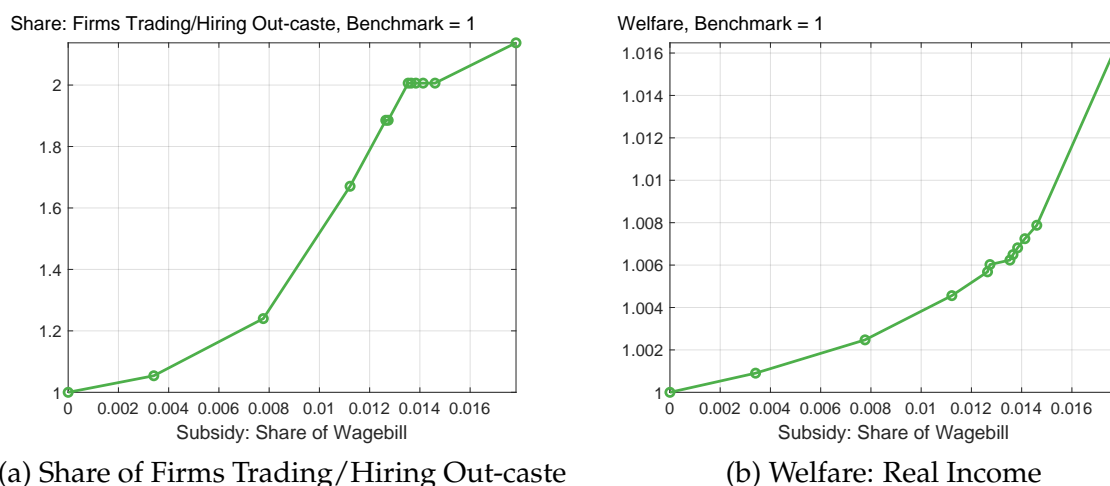 Share: Firms Trading/Hiring Out-caste, Benchmark = 1
2
1.8
1.6
1.4
1.2
1
0 0.002 0.004 0.006 0.008 0.01 0.012 0.014 0.016
Subsidy: Share of Wagebill
(a) Share of Firms Trading/Hiring Out-caste
Welfare, Benchmark = 1
1.016
1.014
1.012
1.01
1.008
1.006
1.004
1.002
1
0 0.002 0.004 0.006 0.008 0.01 0.012 0.014 0.016
Subsidy: Share of Wagebill
(b) Welfare: Real Income